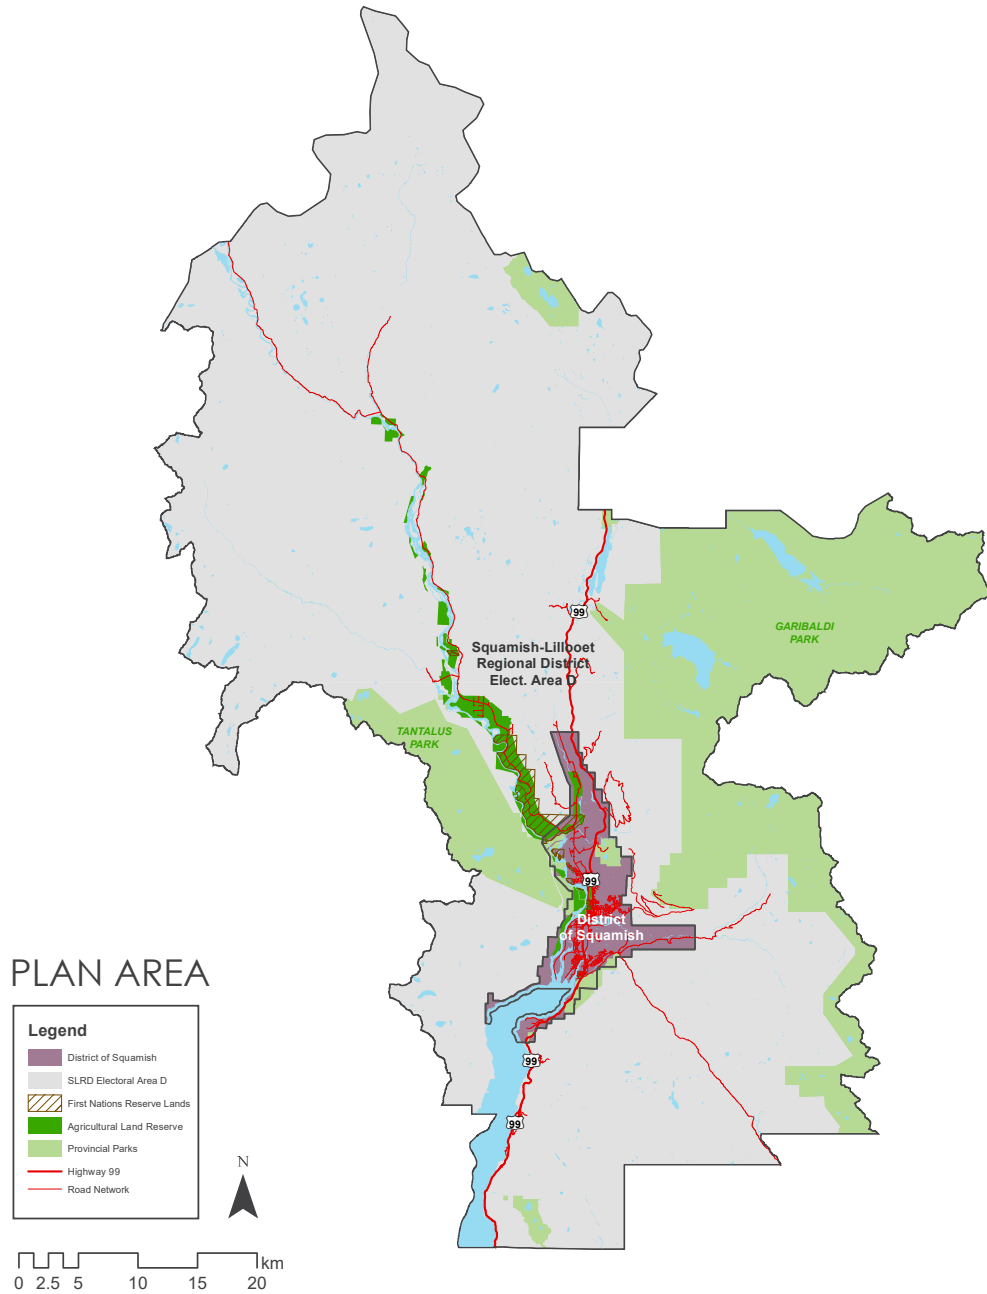 99
GARIBALDI
PARK
Squamish-Lillooet
Regional District
Elect. Area D
TANTALUS
PARK
99
District
of Squamish
PLAN AREA
Legend
District of Squamish
SLRD Electoral Area D
First Nations Reserve Lands
Agricultural Land Reserve
Provincial Parks
Highway 99
Road Network
99
99
N
km
0 2.5 5 10 15 20